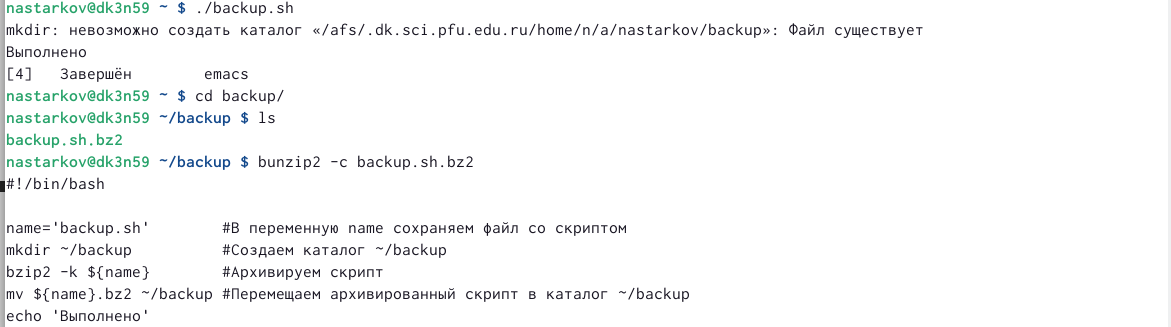 nastarkov@dk3n59 ~ $ ./backup.sh
mkdir: невозможно создать каталог «/afs/.dk.sci.pfu.edu.ru/home/n/a/nastarkov/backup»: Файл существует
Выполнено
[4]   Завершён        emacs
nastarkov@dk3n59 ~ $ cd backup/
nastarkov@dk3n59 ~/backup $ ls
backup.sh.bz2
nastarkov@dk3n59 ~/backup $ bunzip2 -c backup.sh.bz2
#!/bin/bash

name='backup.sh'        #В переменную name сохраняем файл со скриптом
mkdir ~/backup          #Создаем каталог ~/backup
bzip2 -k ${name}        #Архивируем скрипт
mv ${name}.bz2 ~/backup #Перемещаем архивированный скрипт в каталог ~/backup
echo 'Выполнено'